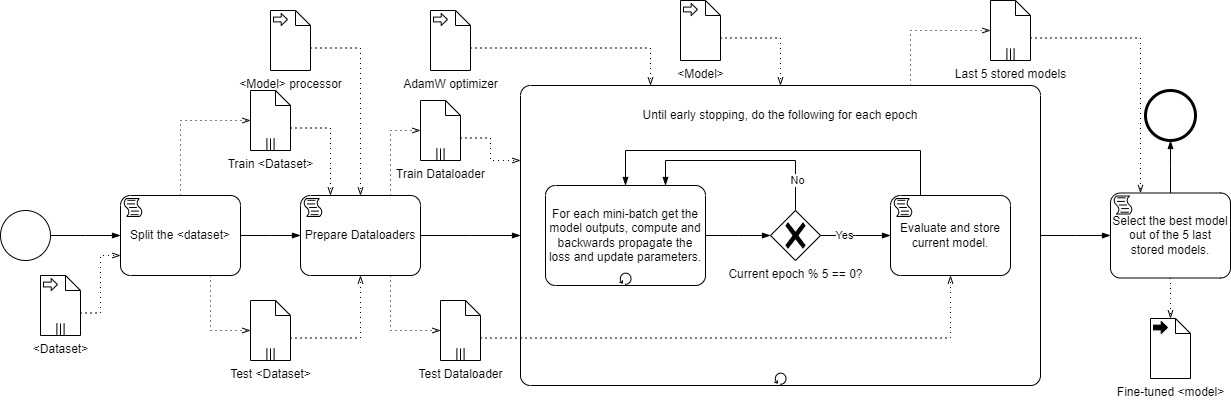 <Model> processor
AdamW optimizer
<Model>
Last 5 stored models
Until early stopping, do the following for each epoch
Train <Dataset>
Train Dataloader
No
Split the <dataset>
Prepare Dataloaders
For each mini-batch get the
model outputs, compute and
backwards propagate the
loss and update parameters.
Yes
Current epoch % 5 == 0?
Evaluate and store
current model.
Select the best model
out of the 5 last
stored models.
<Dataset>
Test <Dataset>
Test Dataloader
Fine-tuned <model>